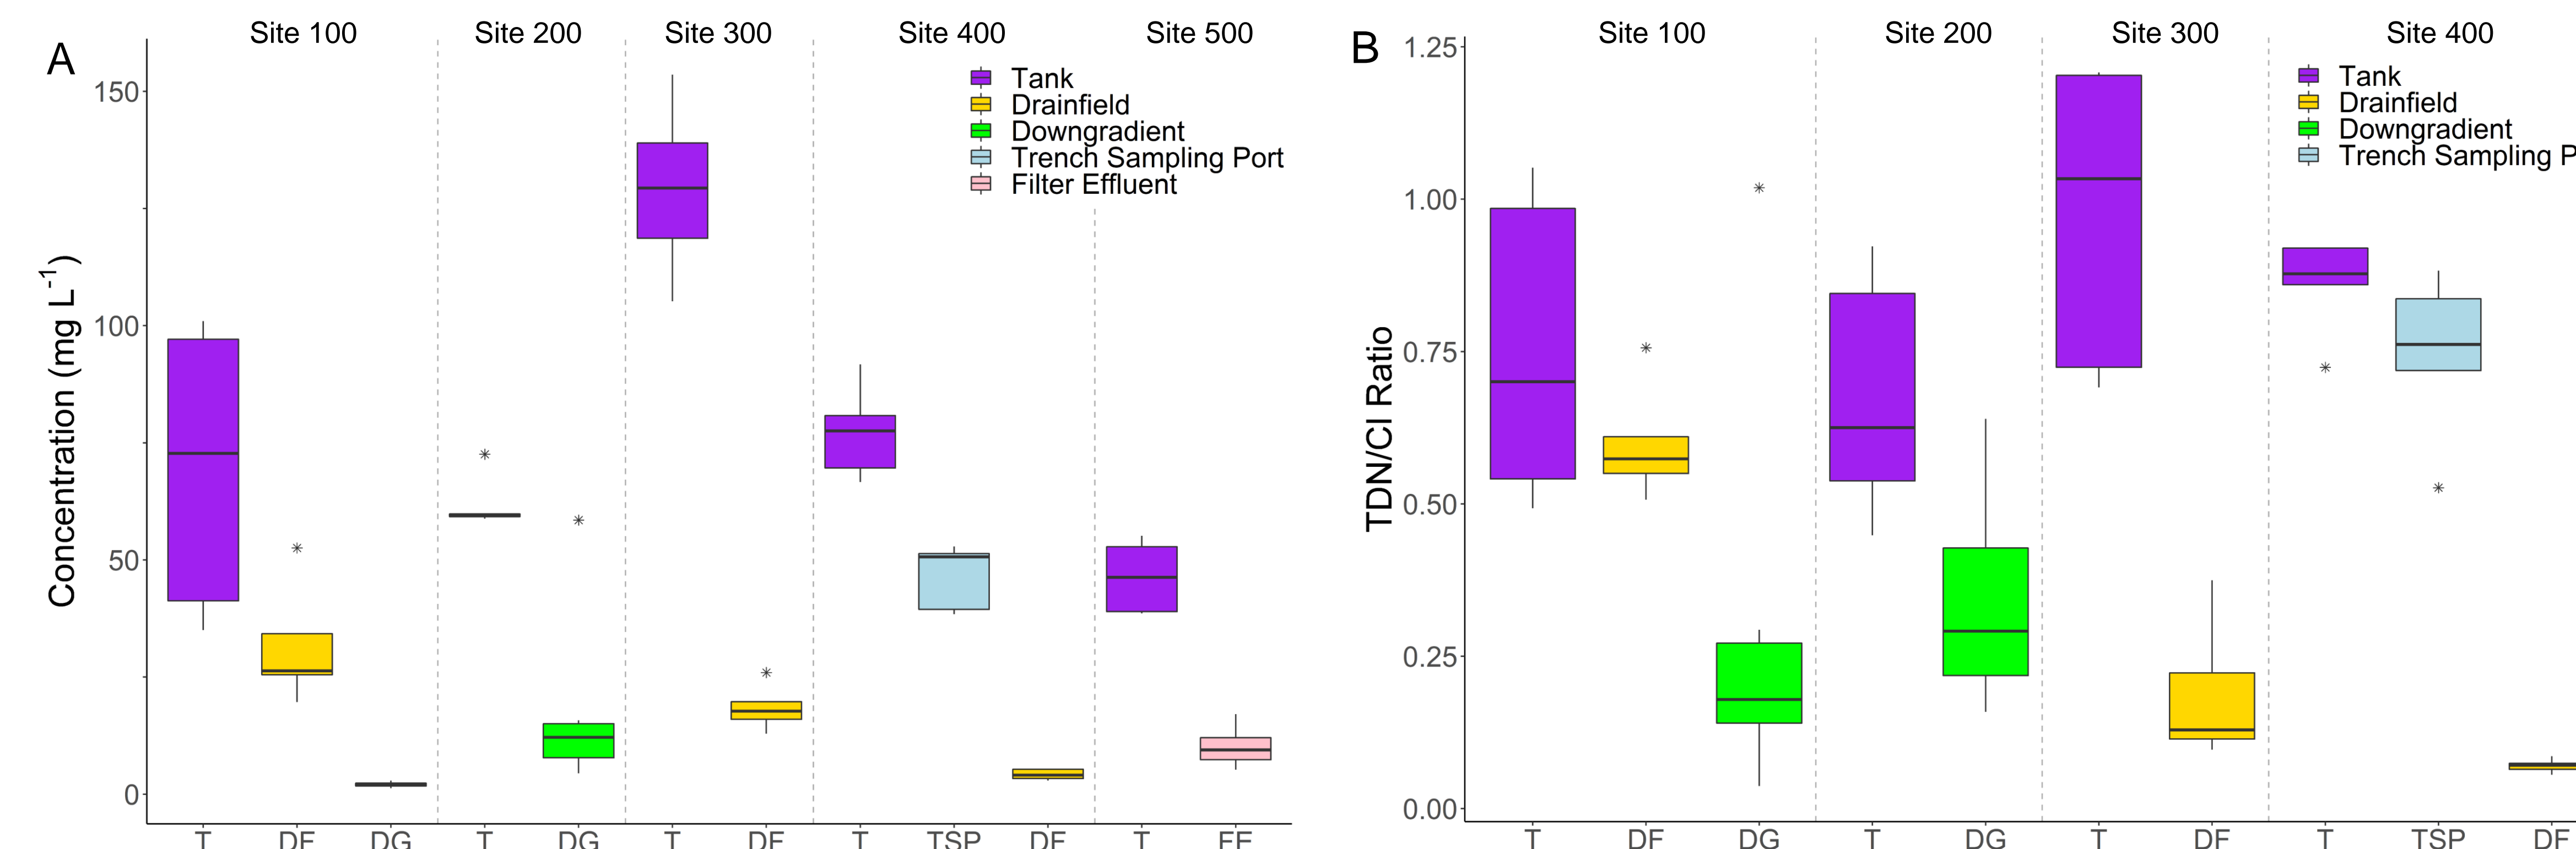 A
Site 100 Site 200 Site 300 Site 400 Site 500
Tank
Drainfield
Downgradient
Trench Sampling Port
Filter Effluent
Concentration (mg L⁻¹)
150
100
50
0
T DF DG T DG T DF T TSP DF T FE
B
Site 100 Site 200 Site 300 Site 400
Tank
Drainfield
Downgradient
Trench Sampling P
TDN/Cl Ratio
1.25
1.00
0.75
0.50
0.25
0.00
T DF DG T DG T DF T TSP DF